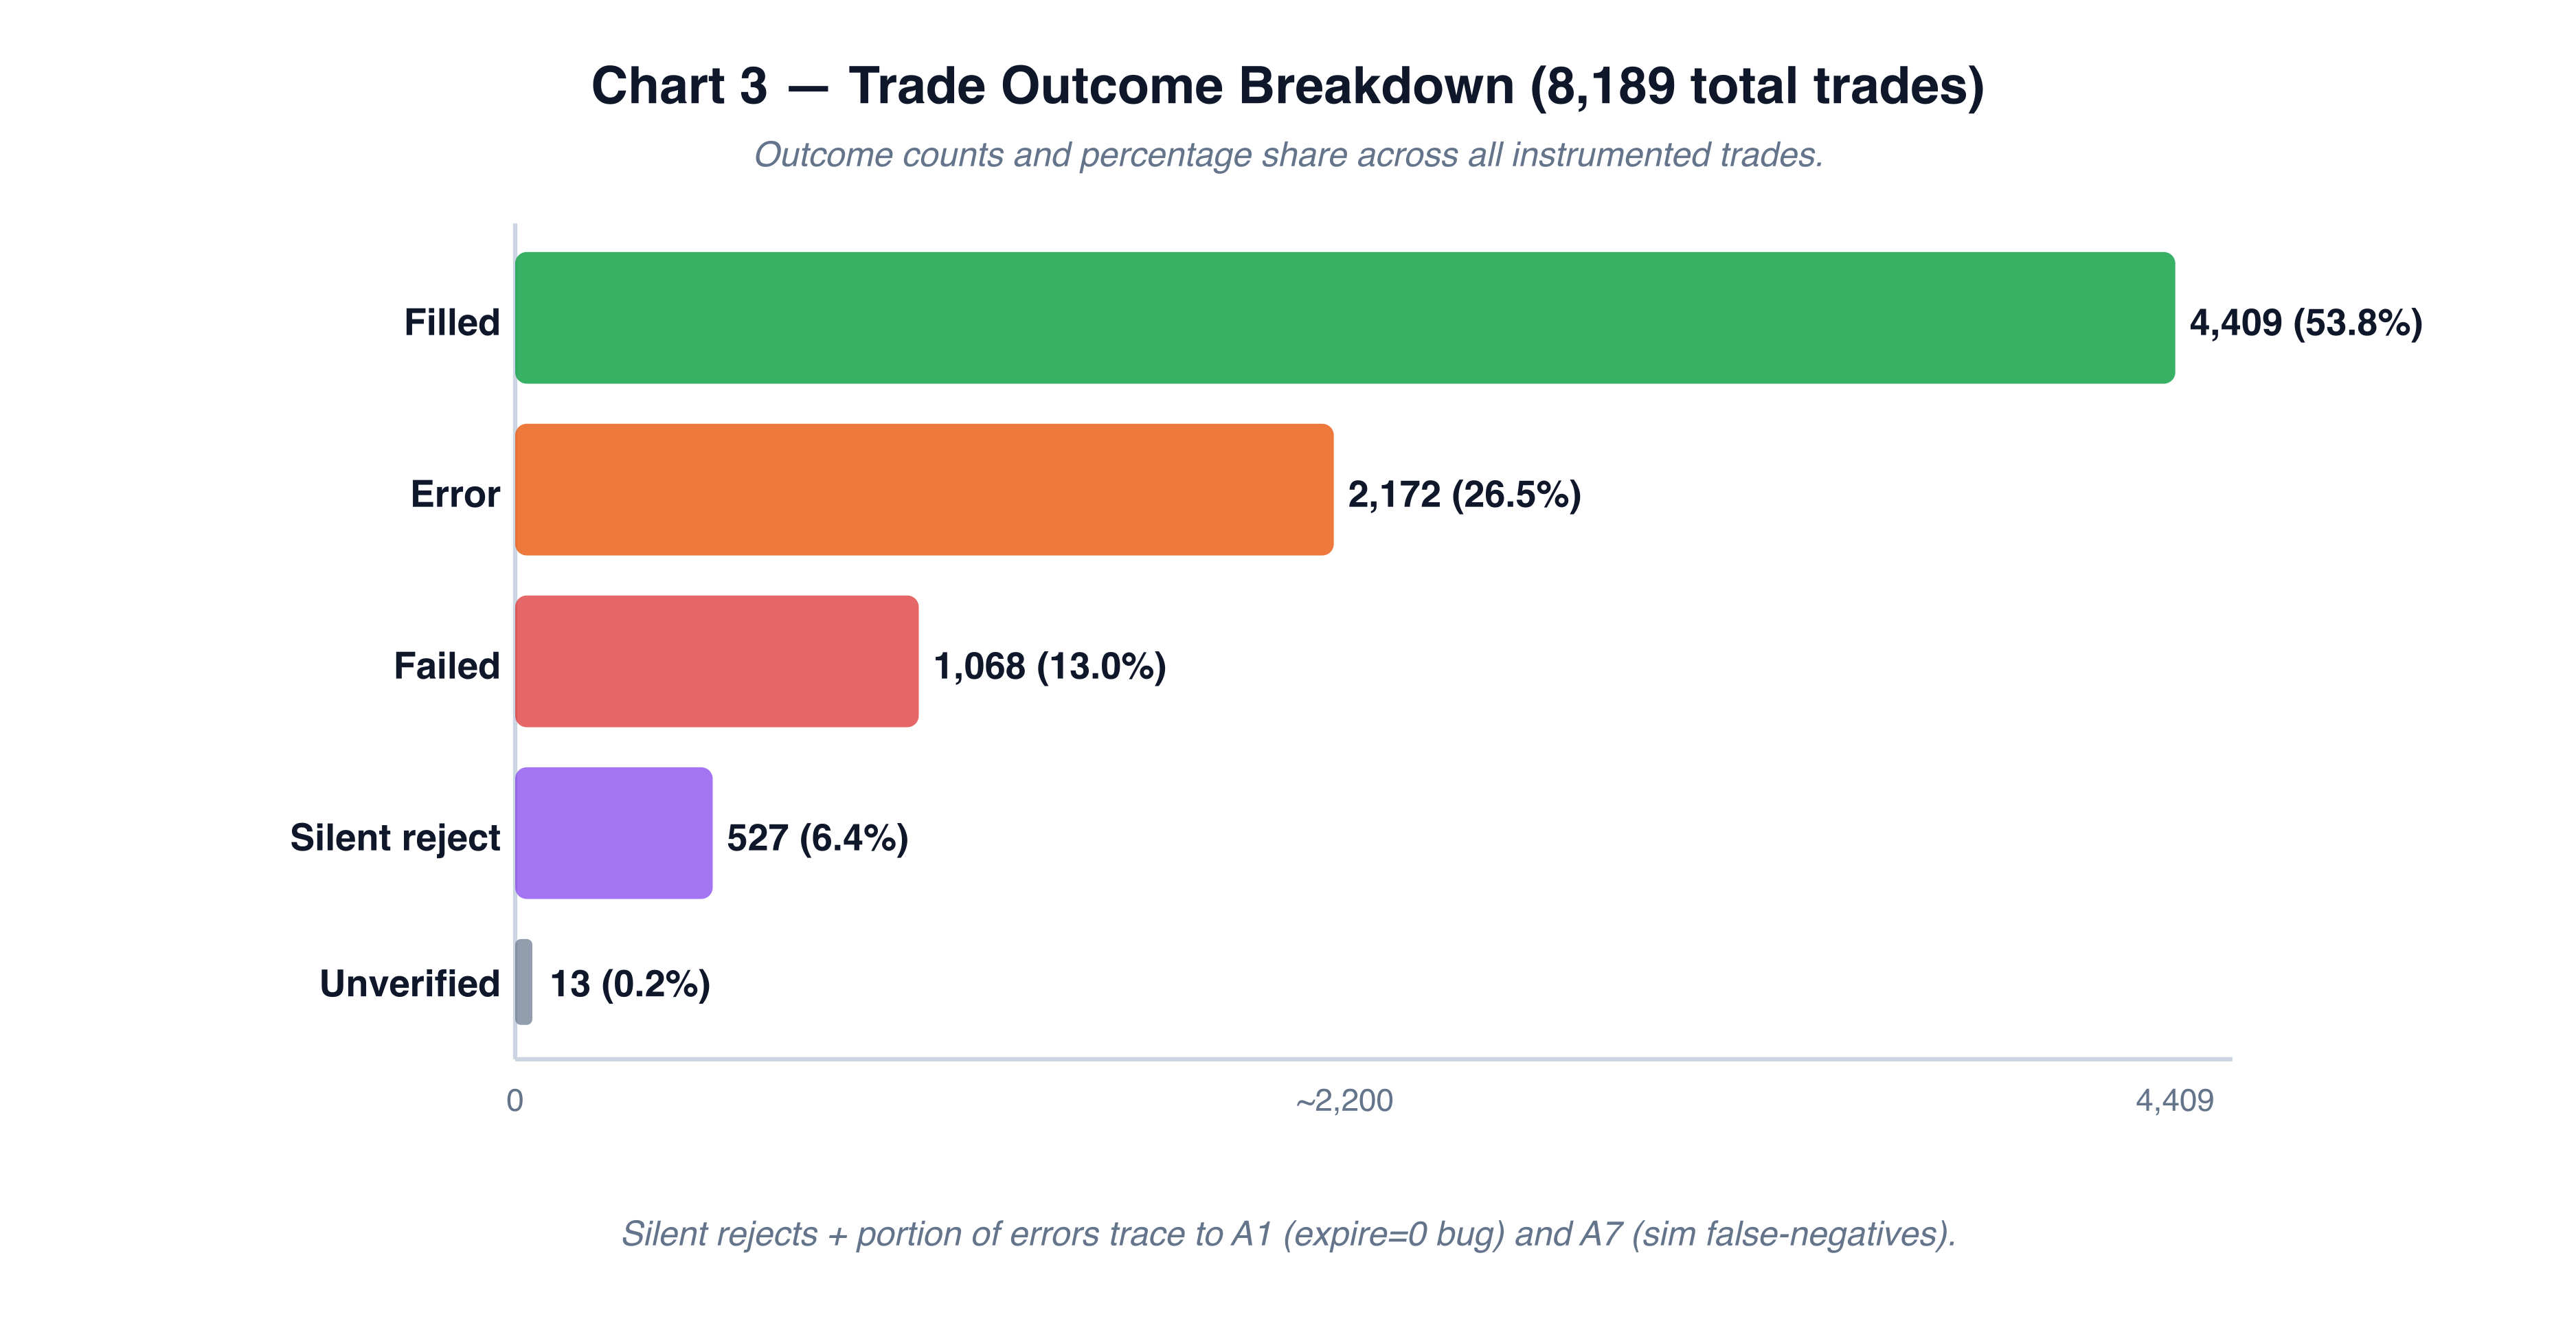 Chart 3 — Trade Outcome Breakdown (8,189 total trades)
Outcome counts and percentage share across all instrumented trades.
Filled
4,409 (53.8%)
Error
2,172 (26.5%)
Failed
1,068 (13.0%)
Silent reject
527 (6.4%)
Unverified
13 (0.2%)
0
~2,200
4,409
Silent rejects + portion of errors trace to A1 (expire=0 bug) and A7 (sim false-negatives).